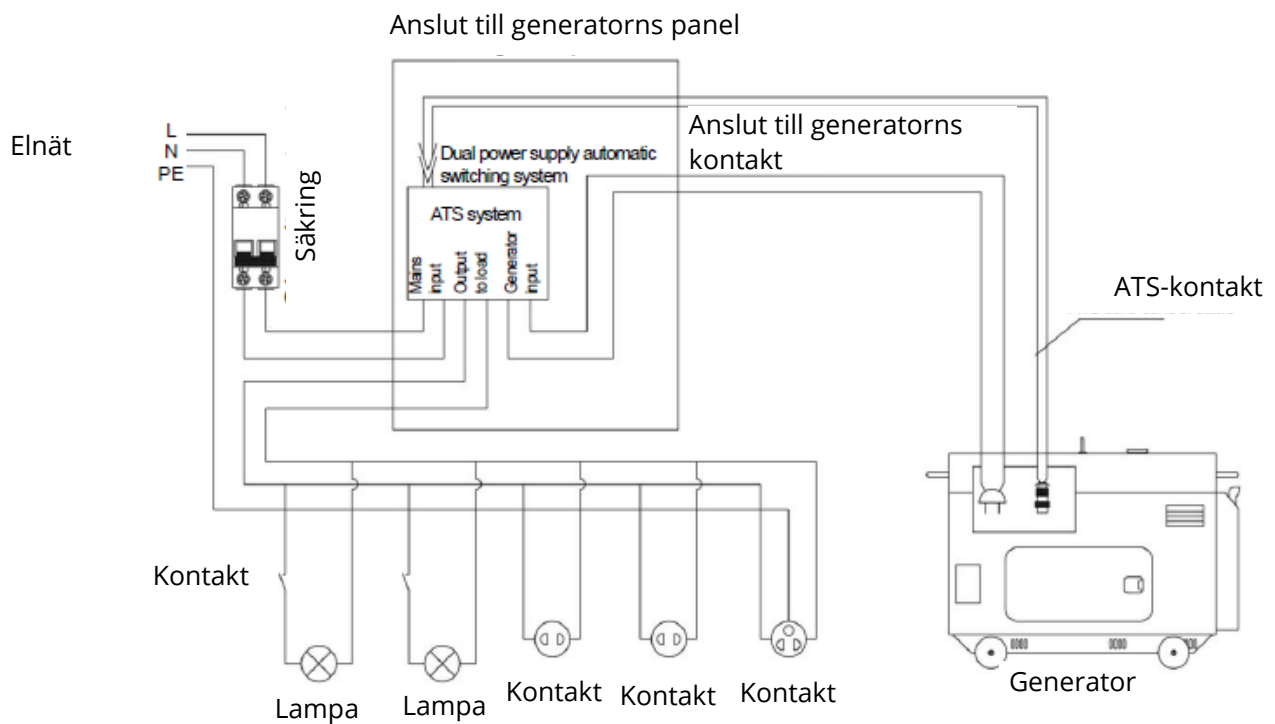 Anslut till generatorns panel
Elnät
L
N
PE
Säkring
Anslut till generatorns
kontakt
Dual power supply automatic
switching system
ATS system
Mains
input
Output
to load
Generator
input
ATS-kontakt
Kontakt
Lampa
Lampa
Kontakt
Kontakt
Kontakt
Generator